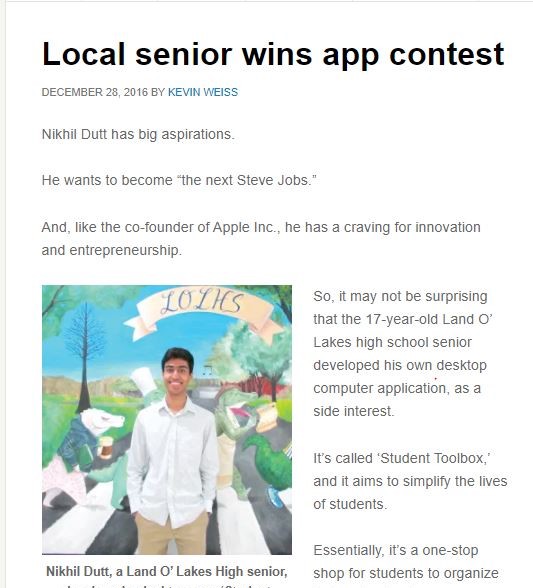 Local senior wins app contest
DECEMBER 28, 2016 BY KEVIN WEISS
Nikhil Dutt has big aspirations.
He wants to become “the next Steve Jobs.”
And, like the co-founder of Apple Inc., he has a craving for innovation
and entrepreneurship.
LOLHS
So, it may not be surprising
that the 17-year-old Land O’
Lakes high school senior
developed his own desktop
computer application, as a
side interest.
It’s called ‘Student Toolbox,’
and it aims to simplify the lives
of students.
Essentially, it’s a one-stop
shop for students to organize
Nikhil Dutt, a Land O’ Lakes High senior,